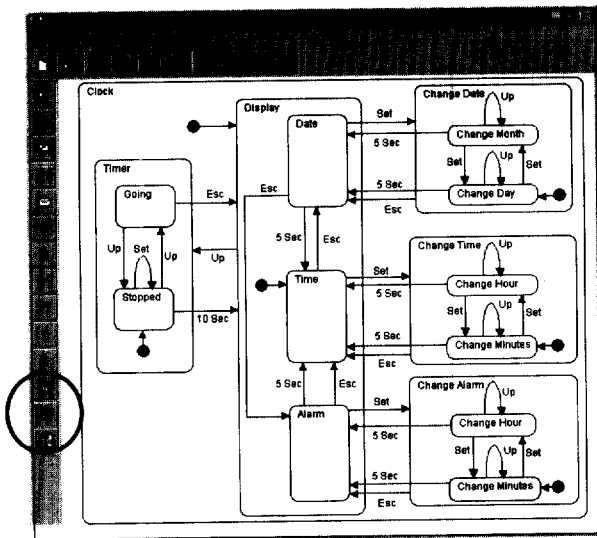 Clock
Display
Change Date
Date
Set
Up
Change Month
5 Sec
Set
Up
Set
5 Sec
Change Day
Esc
Timer
Going
Esc
Esc
Up
Set
Up
Up
Stopped
10 Sec
5 Sec
Esc
Change Time
Time
Set
Up
Change Hour
5 Sec
Set
Up
Set
5 Sec
Change Minutes
Esc
5 Sec
Esc
Change Alarm
Alarm
Set
Up
Change Hour
5 Sec
Set
Up
Set
5 Sec
Change Minutes
Esc